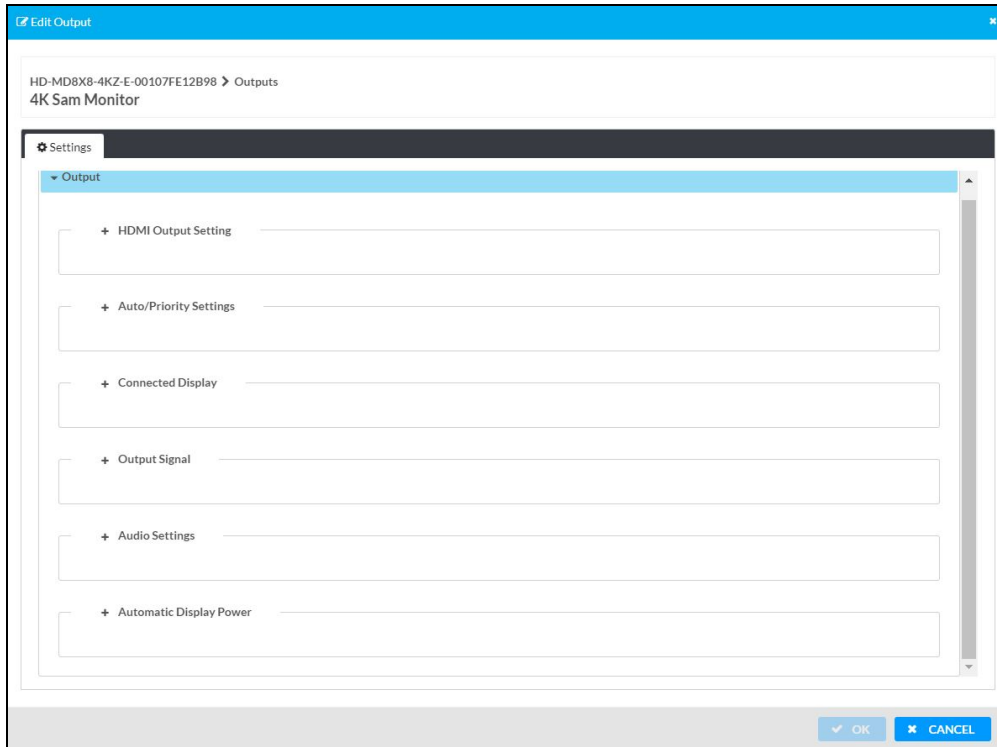 Edit Output
HD-MD8X8-4KZ-E-00107FE12B98 > Outputs
4K Sam Monitor
Settings
Output
+ HDMI Output Setting
+ Auto/Priority Settings
+ Connected Display
+ Output Signal
+ Audio Settings
+ Automatic Display Power
OK
CANCEL